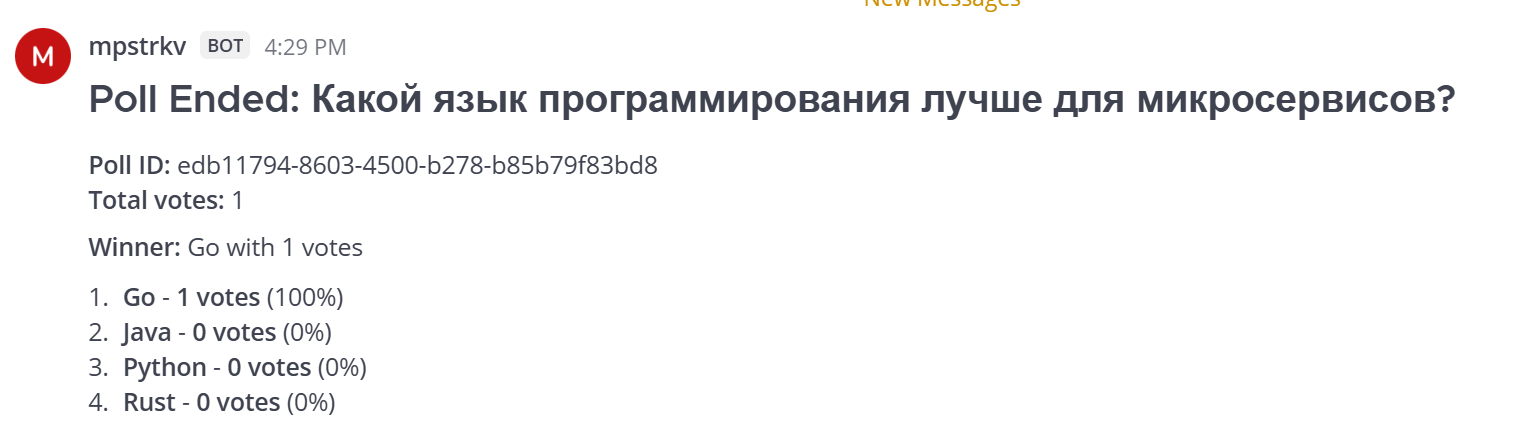 New Messages
M
mpstrkv BOT 4:29 PM
Poll Ended: Какой язык программирования лучше для микросервисов?
Poll ID: edb11794-8603-4500-b278-b85b79f83bd8
Total votes: 1
Winner: Go with 1 votes
1. Go - 1 votes (100%)
2. Java - 0 votes (0%)
3. Python - 0 votes (0%)
4. Rust - 0 votes (0%)